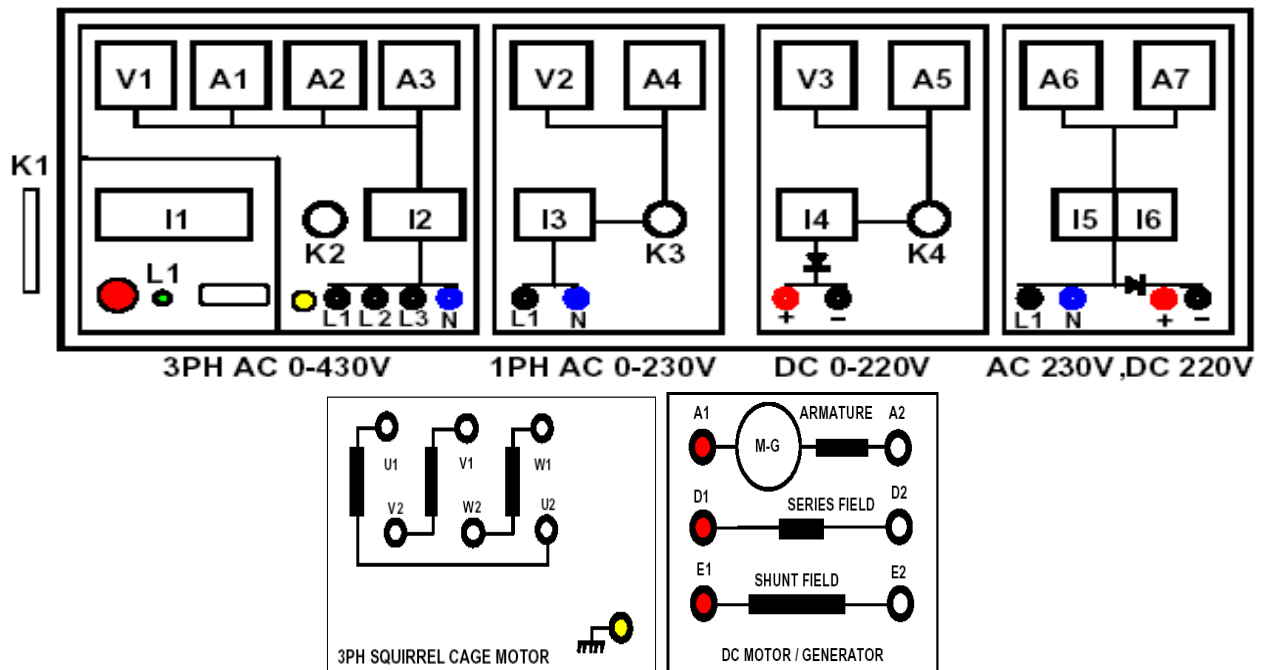 V1 A1 A2 A3 V2 A4 V3 A5 A6 A7
K1
I1 I2 I3 I4 I5 I6
K2 K3 K4
L1
L1 L2 L3 N L1 N + − L1 N + −
3PH AC 0-430V 1PH AC 0-230V DC 0-220V AC 230V ,DC 220V
U1 V1 W1
V2 W2 U2
3PH SQUIRREL CAGE MOTOR
A1 ARMATURE A2
M-G
D1 SERIES FIELD D2
E1 SHUNT FIELD E2
DC MOTOR / GENERATOR